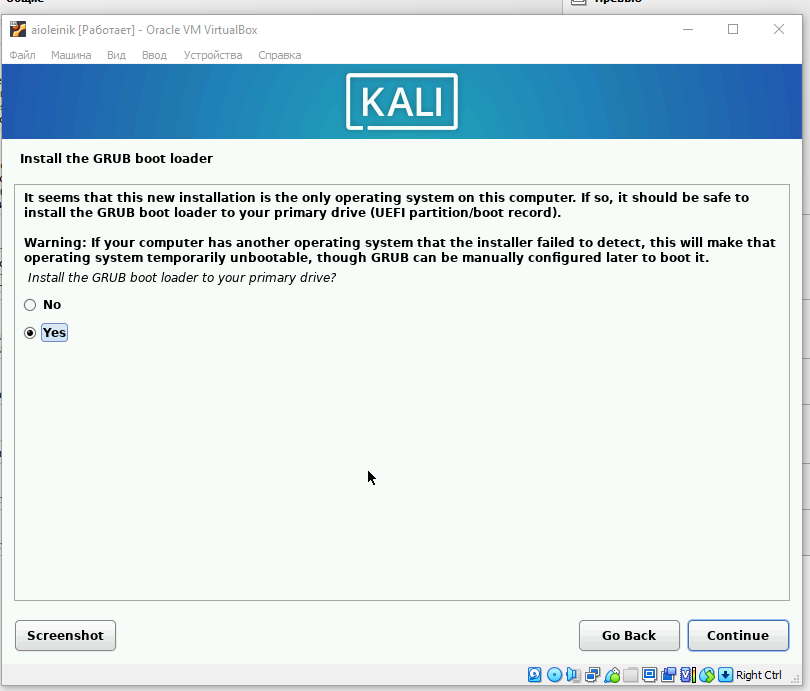 общие
Превью
aioleinik [Работает] - Oracle VM VirtualBox
Файл Машина Вид Ввод Устройства Справка
KALI
Install the GRUB boot loader
It seems that this new installation is the only operating system on this computer. If so, it should be safe to
install the GRUB boot loader to your primary drive (UEFI partition/boot record).
Warning: If your computer has another operating system that the installer failed to detect, this will make that
operating system temporarily unbootable, though GRUB can be manually configured later to boot it.
Install the GRUB boot loader to your primary drive?
No
Yes
Screenshot
Go Back
Continue
Right Ctrl